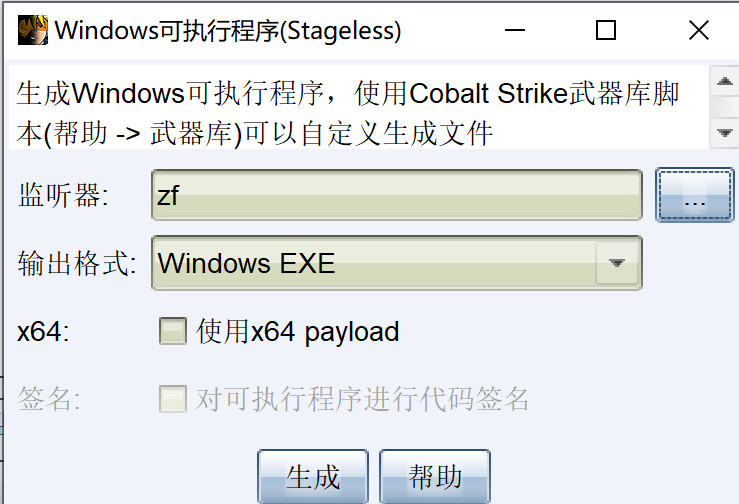 Windows可执行程序(Stageless)
生成Windows可执行程序，使用Cobalt Strike武器库脚
本(帮助 -> 武器库)可以自定义生成文件
监听器: zf ...
输出格式: Windows EXE
x64: 使用x64 payload
签名: 对可执行程序进行代码签名
生成 帮助